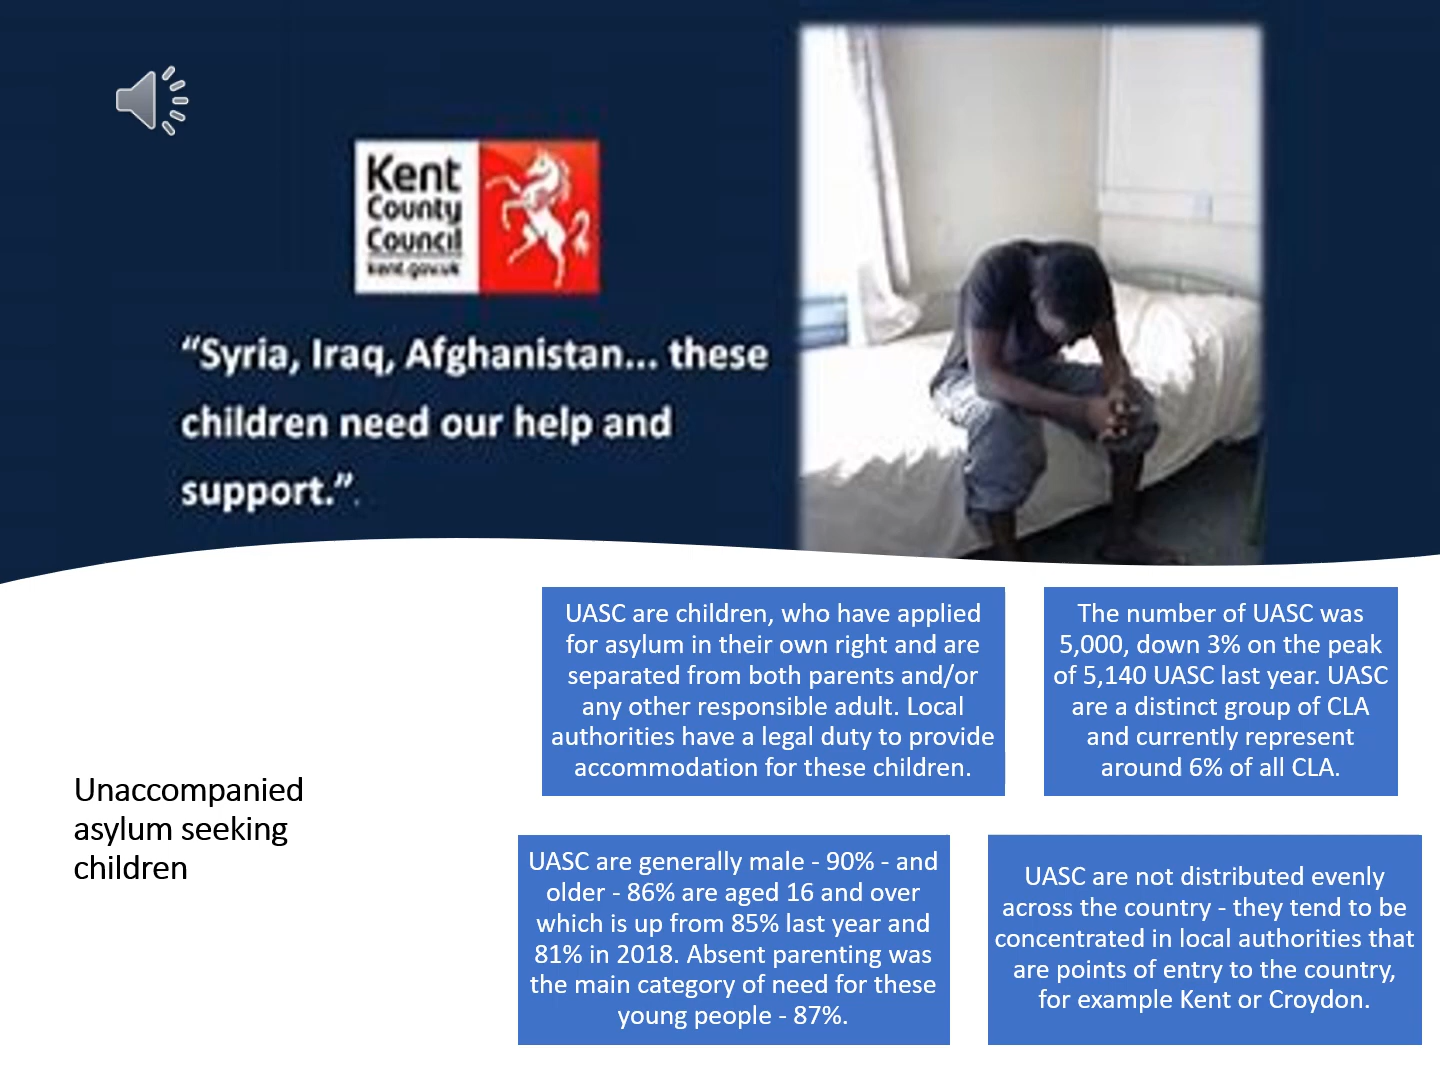 Kent
County
Council
kent.gov.uk
“Syria, Iraq, Afghanistan... these
children need our help and
support.”.
Unaccompanied
asylum seeking
children
UASC are children, who have applied
for asylum in their own right and are
separated from both parents and/or
any other responsible adult. Local
authorities have a legal duty to provide
accommodation for these children.
The number of UASC was
5,000, down 3% on the peak
of 5,140 UASC last year. UASC
are a distinct group of CLA
and currently represent
around 6% of all CLA.
UASC are generally male - 90% - and
older - 86% are aged 16 and over
which is up from 85% last year and
81% in 2018. Absent parenting was
the main category of need for these
young people - 87%.
UASC are not distributed evenly
across the country - they tend to be
concentrated in local authorities that
are points of entry to the country,
for example Kent or Croydon.